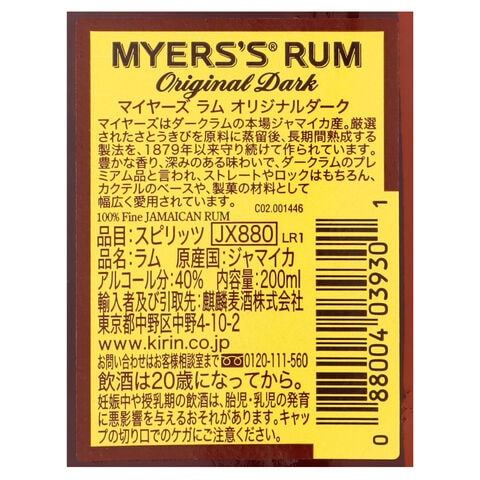 MYERS'S® RUM
Original Dark
マイヤーズ ラム オリジナルダーク
マイヤーズはダークラムの本場ジャマイカ産。厳選
されたさとうきびを原料に蒸留後、長期間熟成する
製法を、1879年以来守り続けて作られています。
豊かな香り、深みのある味わいで、ダークラムのプレ
ミアム品と言われ、ストレートやロックはもちろん、
カクテルのベースや、製菓の材料として
幅広く愛用されています。
C02.001446
100% Fine JAMAICAN RUM
品目:スピリッツ JX880 LR1
品名:ラム 原産国:ジャマイカ
アルコール分:40% 内容量:200ml
輸入者及び引取先:麒麟麦酒株式会社
東京都中野区中野4-10-2
www.kirin.co.jp
お問い合わせはお客様相談室まで 0120-111-560
飲酒は20歳になってから。
妊娠中や授乳期の飲酒は、胎児・乳児の発育
に悪影響を与えるおそれがあります。キャップ
の切り口でのケガにご注意ください。
0 88004 03930 1